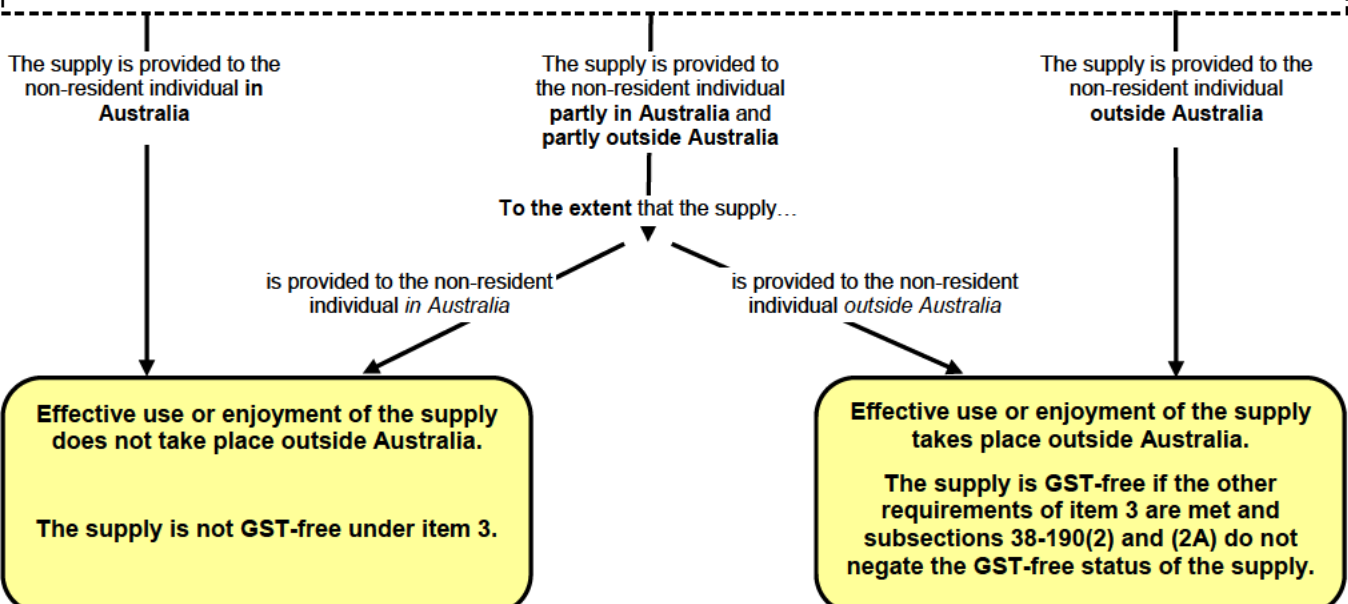 The supply is provided to the
non-resident individual in
Australia
The supply is provided to
the non-resident individual
partly in Australia and
partly outside Australia
The supply is provided to the
non-resident individual
outside Australia
To the extent that the supply…
is provided to the non-resident
individual in Australia
is provided to the non-resident
individual outside Australia
Effective use or enjoyment of the supply
does not take place outside Australia.
The supply is not GST-free under item 3.
Effective use or enjoyment of the supply
takes place outside Australia.
The supply is GST-free if the other
requirements of item 3 are met and
subsections 38-190(2) and (2A) do not
negate the GST-free status of the supply.